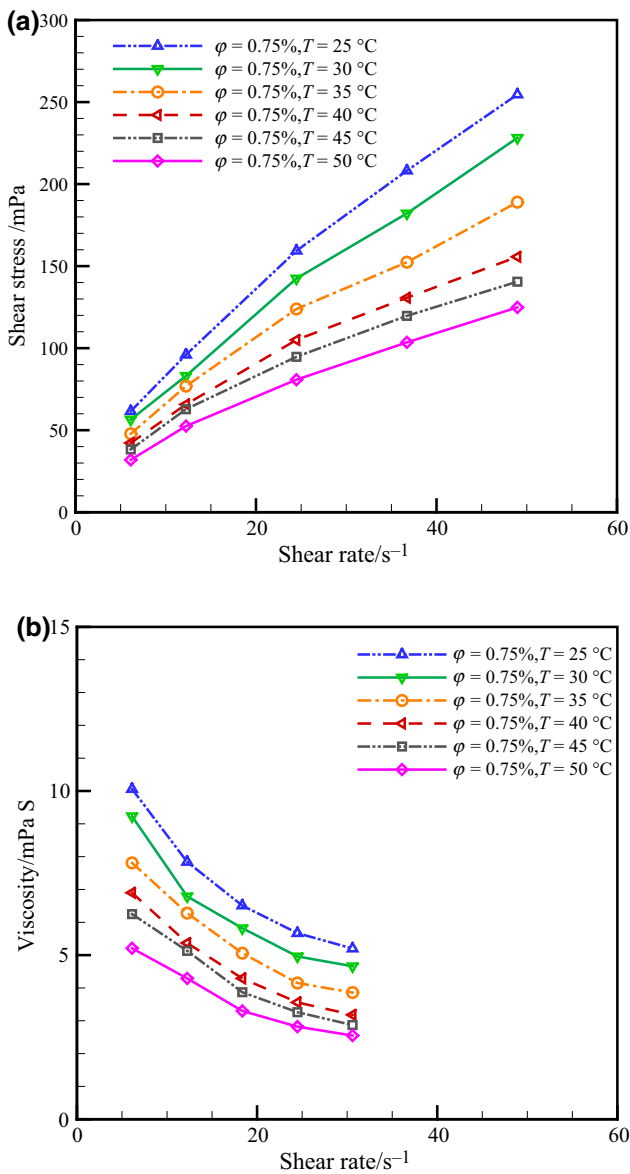 (a)
300
250
200
150
100
50
0
Shear stress /mPa
φ = 0.75%,T = 25 °C
φ = 0.75%,T = 30 °C
φ = 0.75%,T = 35 °C
φ = 0.75%,T = 40 °C
φ = 0.75%,T = 45 °C
φ = 0.75%,T = 50 °C
0 20 40 60
Shear rate/s⁻¹
(b)
15
10
5
0
Viscosity/mPa S
φ = 0.75%,T = 25 °C
φ = 0.75%,T = 30 °C
φ = 0.75%,T = 35 °C
φ = 0.75%,T = 40 °C
φ = 0.75%,T = 45 °C
φ = 0.75%,T = 50 °C
0 20 40 60
Shear rate/s⁻¹